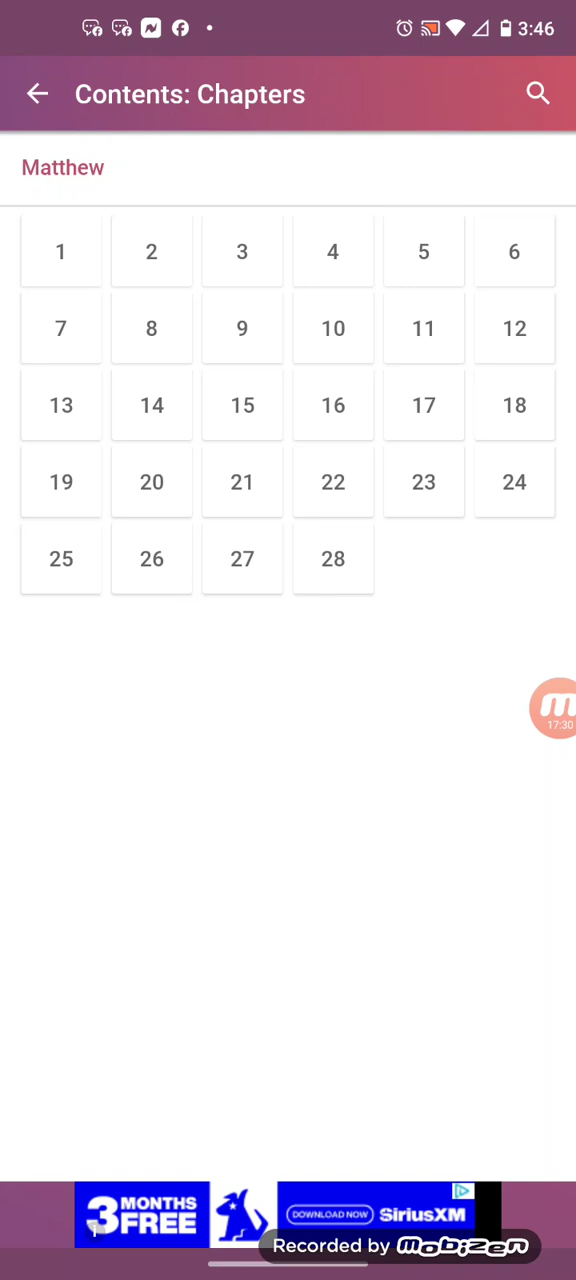 3:46
Contents: Chapters
Matthew
1 2 3 4 5 6
7 8 9 10 11 12
13 14 15 16 17 18
19 20 21 22 23 24
25 26 27 28
17:30
3 MONTHS FREE
DOWNLOAD NOW SiriusXM
Recorded by mobizen